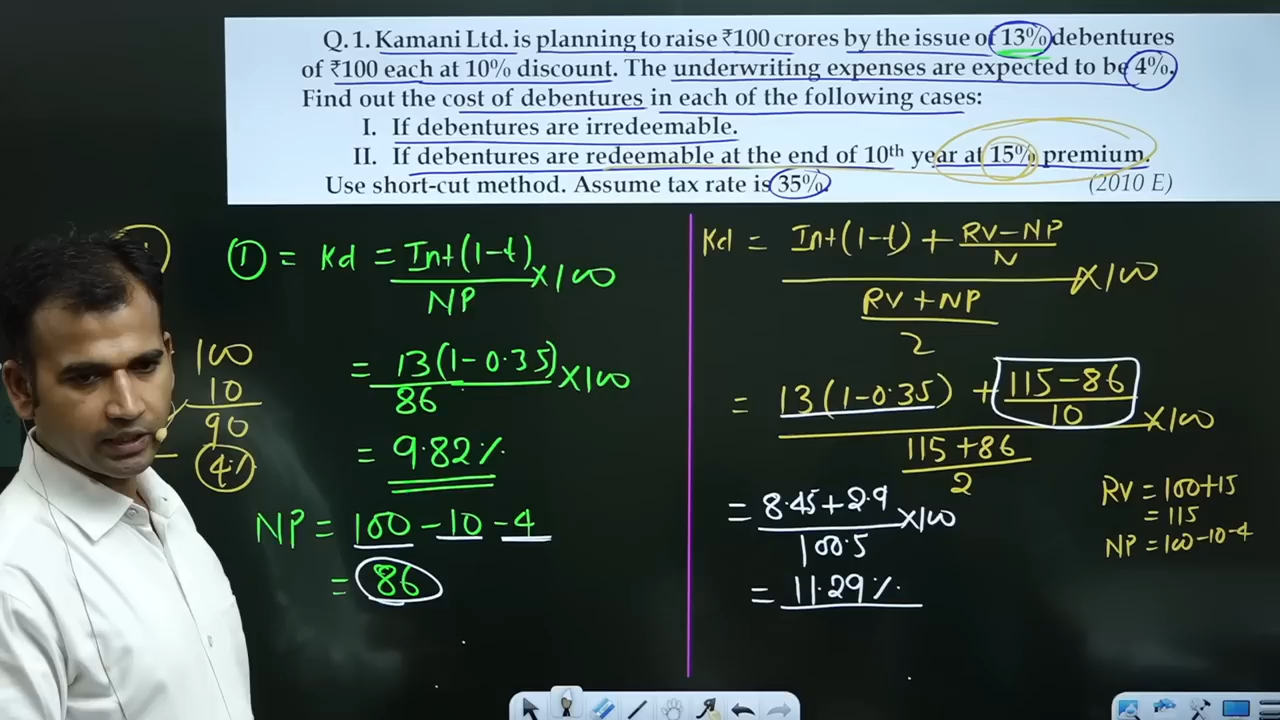 Q. 1. Kamani Ltd. is planning to raise ₹100 crores by the issue of 13% debentures
of ₹100 each at 10% discount. The underwriting expenses are expected to be 4%.
Find out the cost of debentures in each of the following cases:
I. If debentures are irredeemable.
II. If debentures are redeemable at the end of 10th year at 15% premium.
Use short-cut method. Assume tax rate is 35%.
(2010 E)
100
10
90
4%
① = Kd = Int(1-t)
NP
×100
= 13(1-0.35)
86
×100
= 9.82%
NP = 100 - 10 - 4
= 86
Kd = Int(1-t) + RV-NP
N
×100
RV + NP
2
= 13(1-0.35) + 115-86
10
×100
115+86
2
= 8.45+2.9
100.5
×100
= 11.29%
RV = 100+15
= 115
NP = 100-10-4